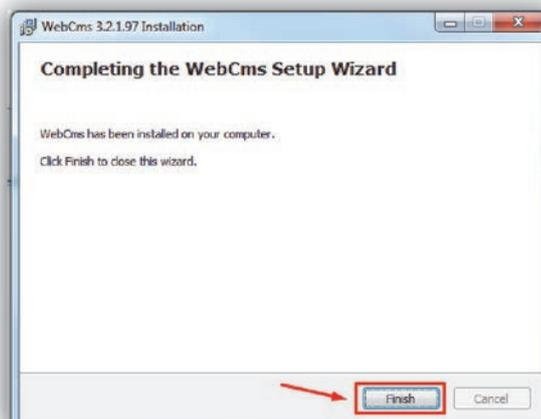 WebCms 3.2.1.97 Installation
Completing the WebCms Setup Wizard
WebCms has been installed on your computer.
Click Finish to close this wizard.
Finish
Cancel